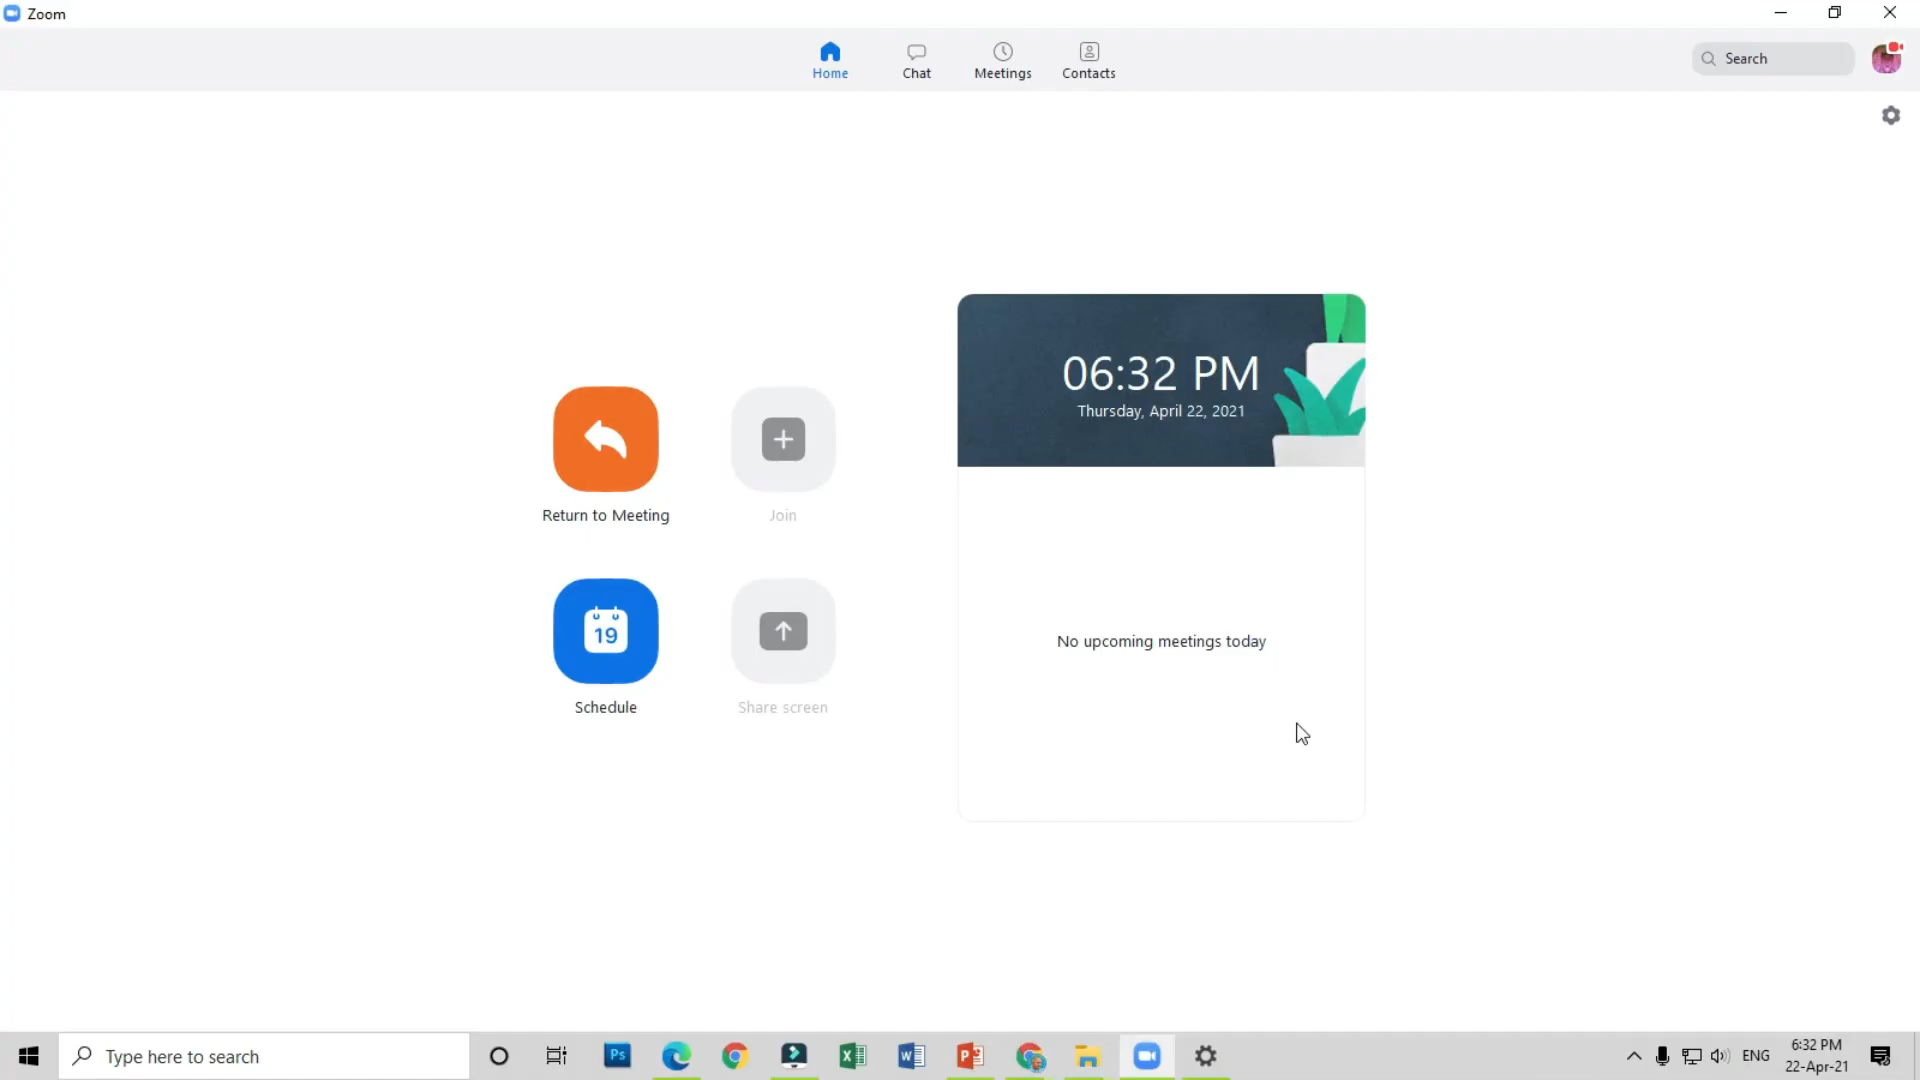 Zoom
Home
Chat
Meetings
Contacts
Search
06:32 PM
Thursday, April 22, 2021
Return to Meeting
Join
19
Schedule
Share screen
No upcoming meetings today
Type here to search
Ps
ENG
6:32 PM
22-Apr-21